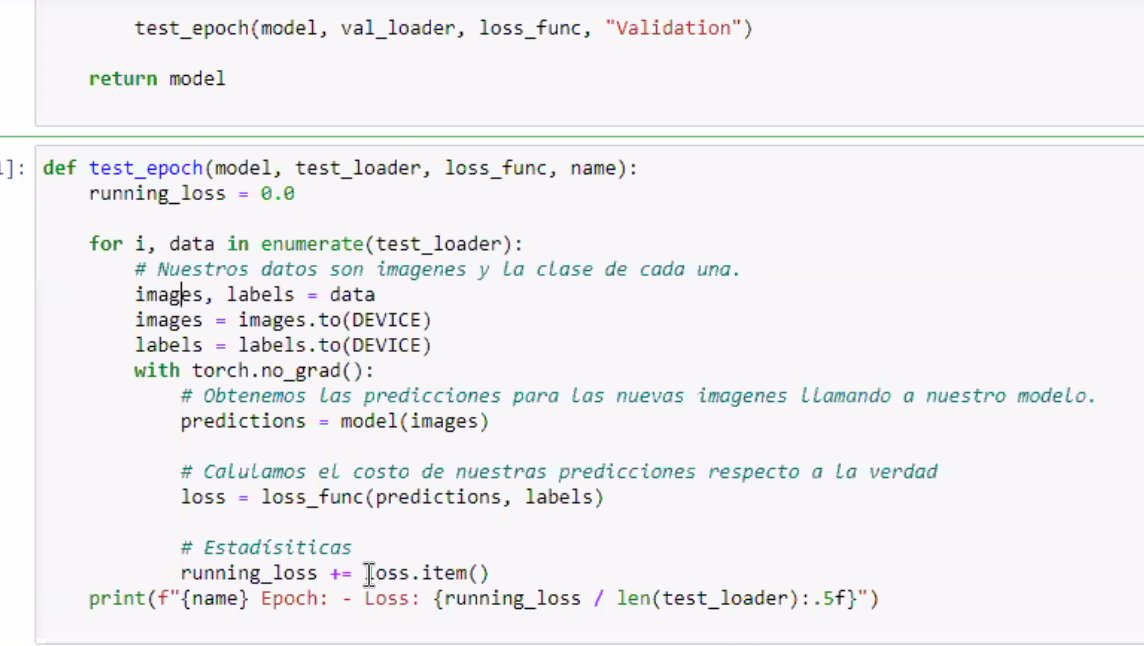 test_epoch(model, val_loader, loss_func, "Validation")
return model
]: def test_epoch(model, test_loader, loss_func, name):
running_loss = 0.0
for i, data in enumerate(test_loader):
# Nuestros datos son imagenes y la clase de cada una.
images, labels = data
images = images.to(DEVICE)
labels = labels.to(DEVICE)
with torch.no_grad():
# Obtenemos las predicciones para las nuevas imagenes llamando a nuestro modelo.
predictions = model(images)
# Calulamos el costo de nuestras predicciones respecto a la verdad
loss = loss_func(predictions, labels)
# Estadísiticas
running_loss += loss.item()
print(f"{name} Epoch: - Loss: {running_loss / len(test_loader):.5f}")